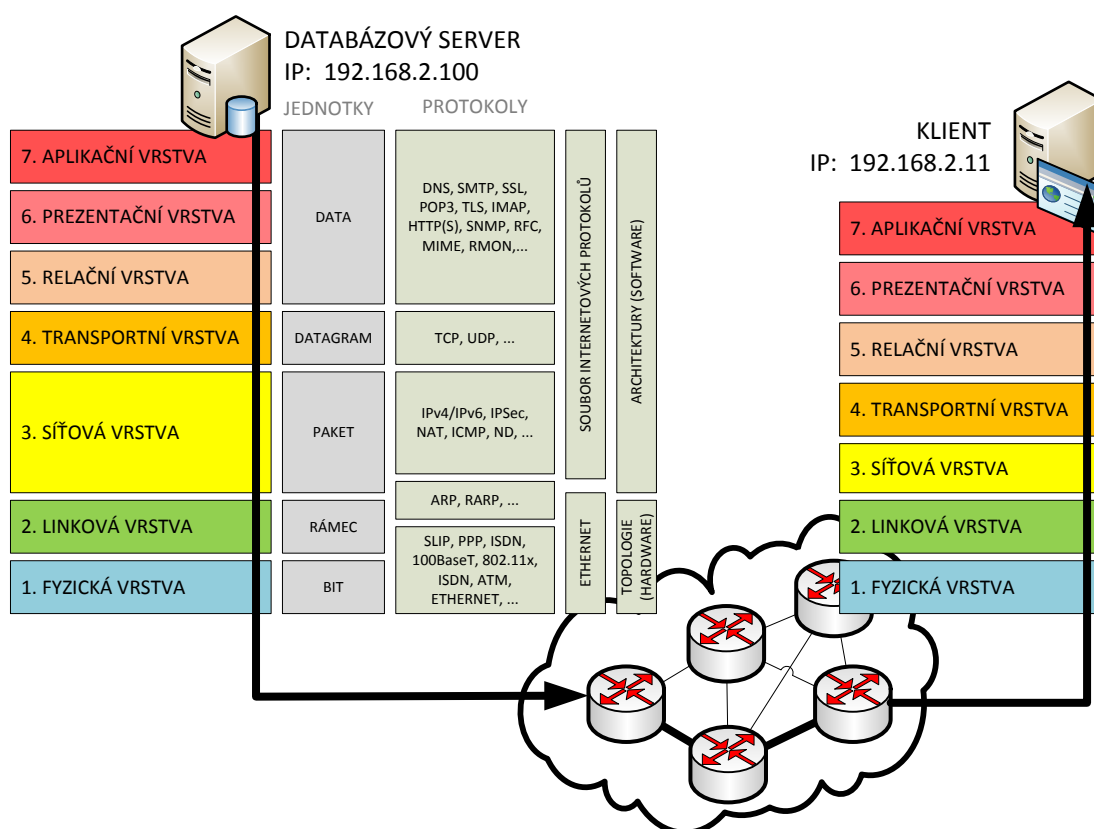 DATABÁZOVÝ SERVER
IP: 192.168.2.100
JEDNOTKY
PROTOKOLY
7. APLIKAČNÍ VRSTVA
6. PREZENTAČNÍ VRSTVA
5. RELAČNÍ VRSTVA
4. TRANSPORTNÍ VRSTVA
3. SÍŤOVÁ VRSTVA
2. LINKOVÁ VRSTVA
1. FYZICKÁ VRSTVA
DATA
DATAGRAM
PAKET
RÁMEC
BIT
DNS, SMTP, SSL,
POP3, TLS, IMAP,
HTTP(S), SNMP, RFC,
MIME, RMON,...
TCP, UDP, ...
IPv4/IPv6, IPSec,
NAT, ICMP, ND, ...
ARP, RARP, ...
SLIP, PPP, ISDN,
100BaseT, 802.11x,
ISDN, ATM,
ETHERNET, ...
SOUBOR INTERNETOVÝCH PROTOKOLŮ
ETHERNET
ARCHITEKTURY (SOFTWARE)
TOPOLOGIE
(HARDWARE)
KLIENT
IP: 192.168.2.11
7. APLIKAČNÍ VRSTVA
6. PREZENTAČNÍ VRSTVA
5. RELAČNÍ VRSTVA
4. TRANSPORTNÍ VRSTVA
3. SÍŤOVÁ VRSTVA
2. LINKOVÁ VRSTVA
1. FYZICKÁ VRSTVA